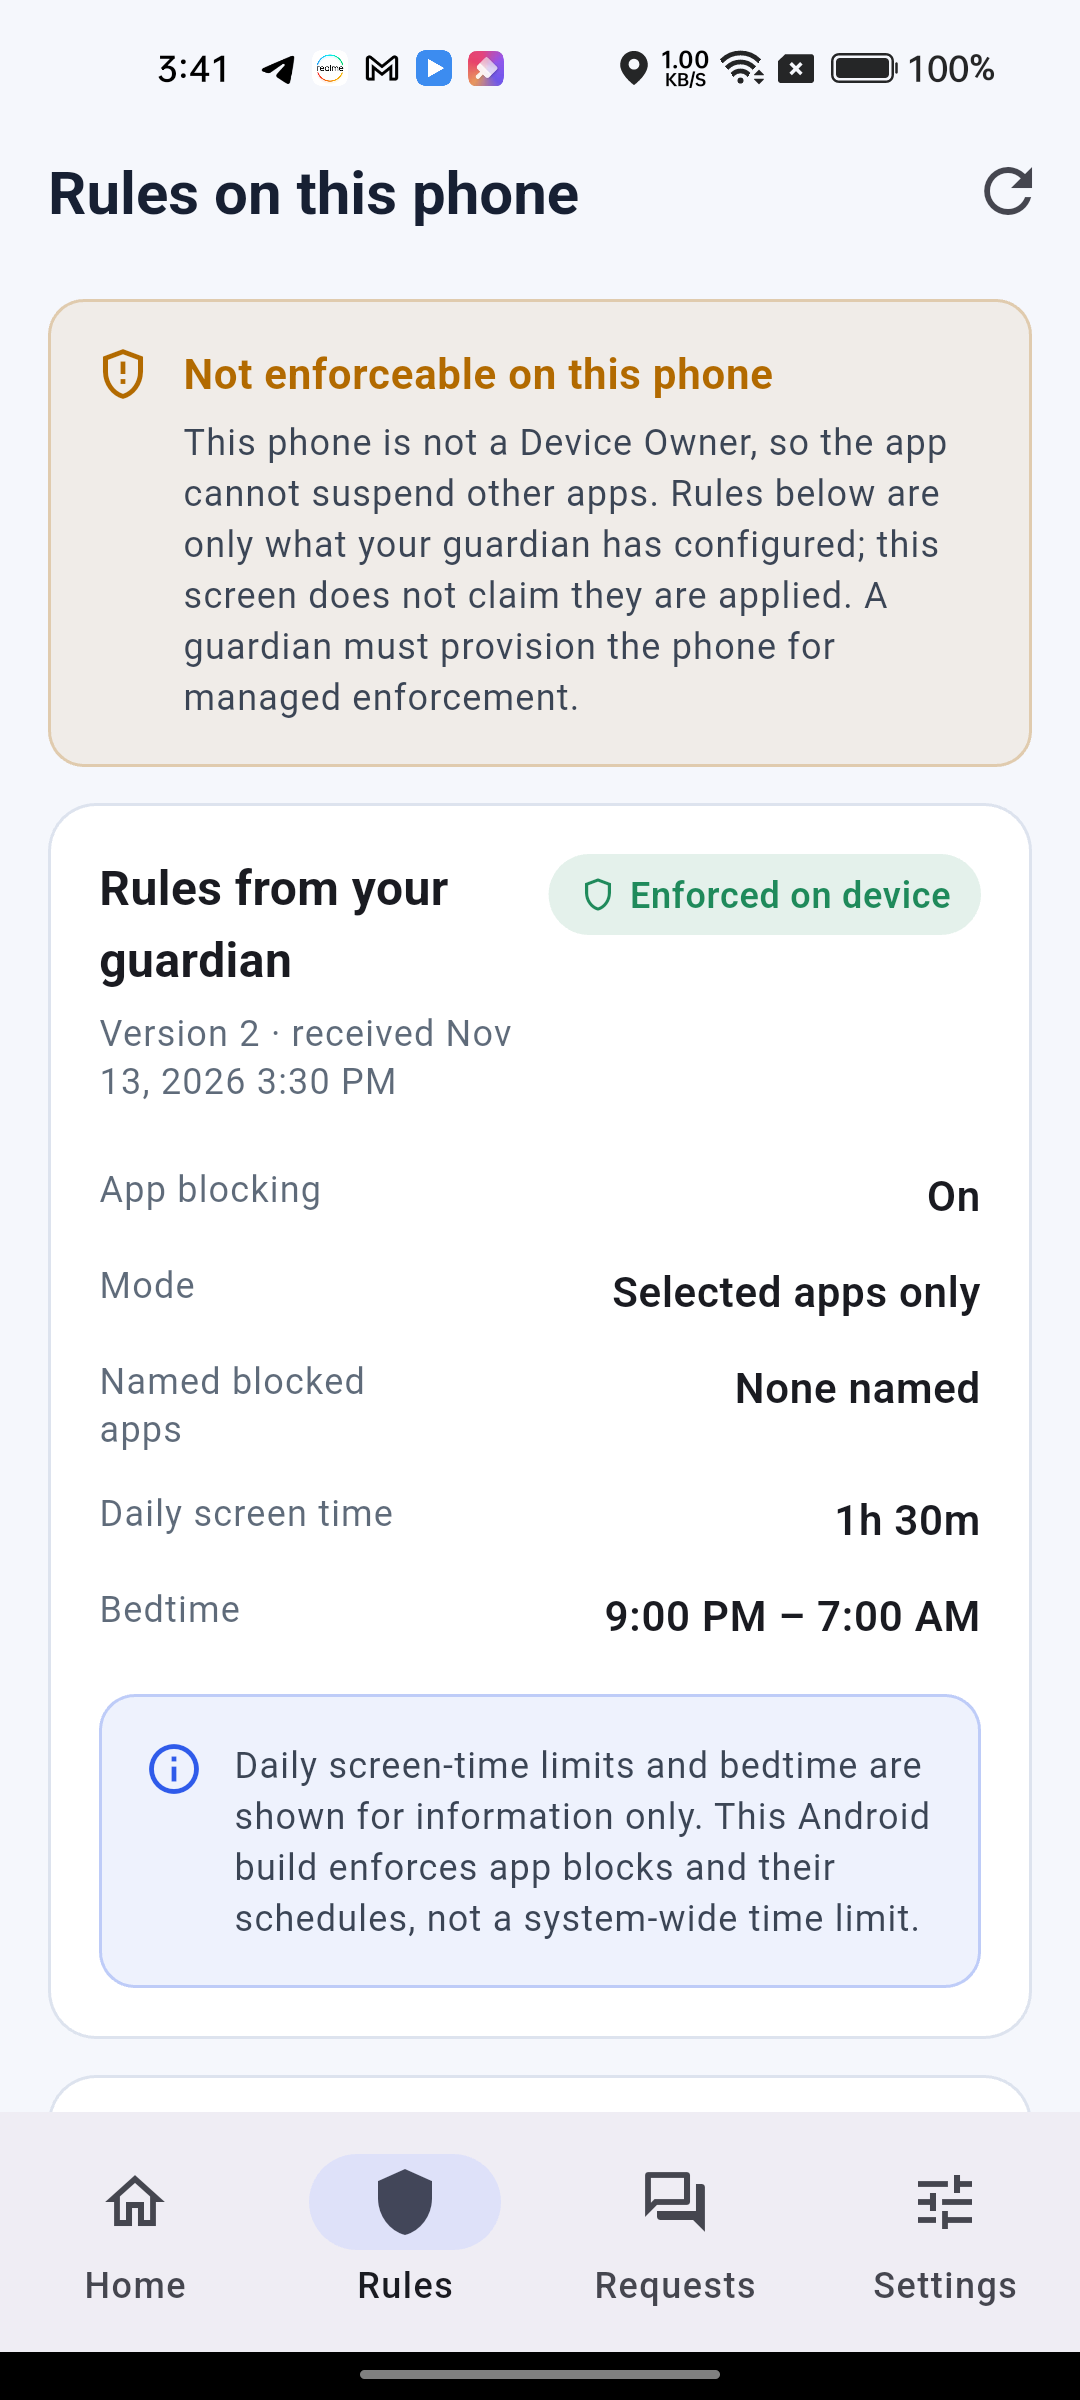 3:41
realme
1.00
KB/S
100%
Rules on this phone
Not enforceable on this phone
This phone is not a Device Owner, so the app
cannot suspend other apps. Rules below are
only what your guardian has configured; this
screen does not claim they are applied. A
guardian must provision the phone for
managed enforcement.
Rules from your
guardian
Enforced on device
Version 2 · received Nov
13, 2026 3:30 PM
App blocking
On
Mode
Selected apps only
Named blocked
apps
None named
Daily screen time
1h 30m
Bedtime
9:00 PM – 7:00 AM
Daily screen-time limits and bedtime are
shown for information only. This Android
build enforces app blocks and their
schedules, not a system-wide time limit.
Home
Rules
Requests
Settings